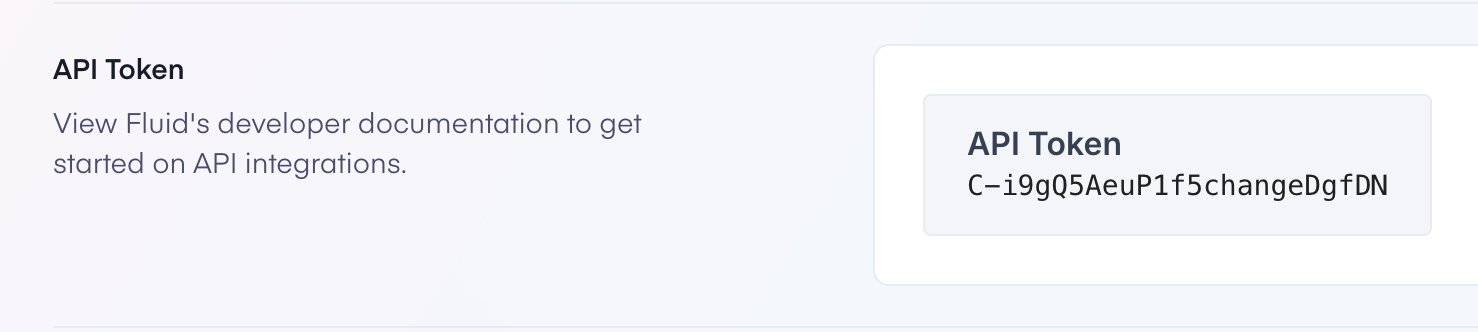 API Token
View Fluid's developer documentation to get
started on API integrations.
API Token
C-i9gQ5AeuP1f5changeDgfDN